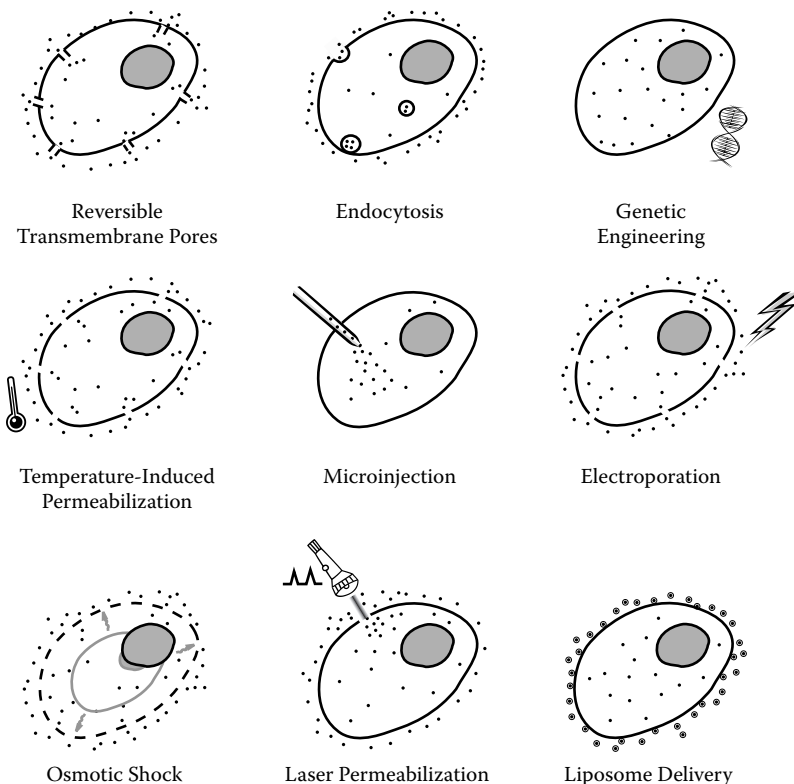 Reversible
Transmembrane Pores
Endocytosis
Genetic
Engineering
Temperature-Induced
Permeabilization
Microinjection
Electroporation
Osmotic Shock
Laser Permeabilization
Liposome Delivery